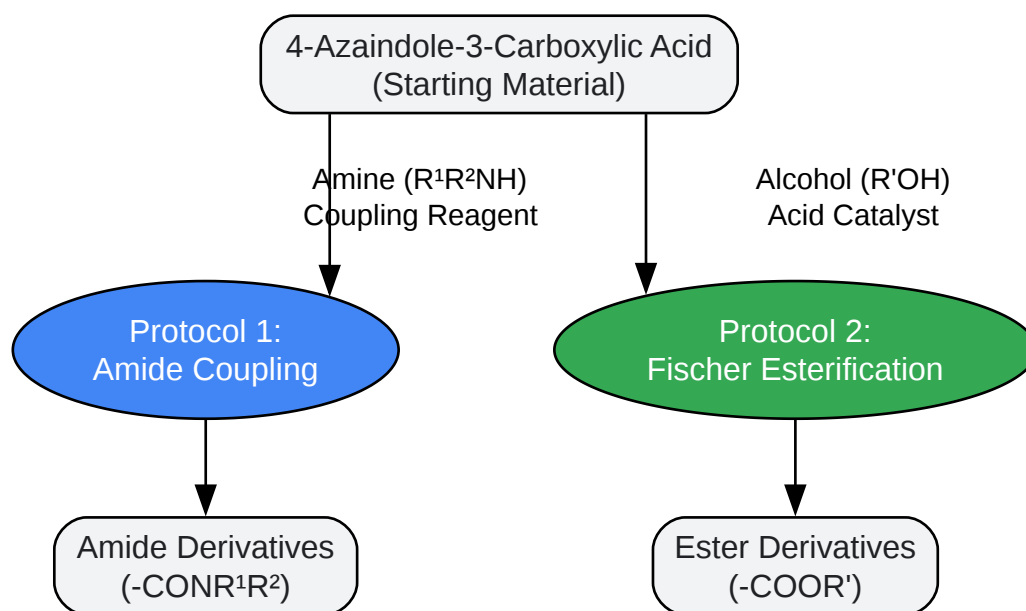 4-Azaindole-3-Carboxylic Acid
(Starting Material)
Amine (R¹R²NH)
Coupling Reagent
Alcohol (R'OH)
Acid Catalyst
Protocol 1:
Amide Coupling
Protocol 2:
Fischer Esterification
Amide Derivatives
(-CONR¹R²)
Ester Derivatives
(-COOR')